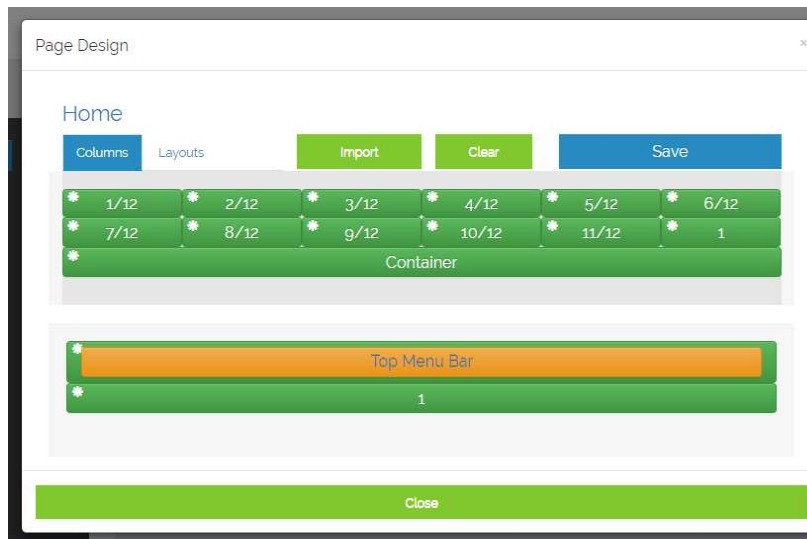 Page Design
×
Home
Columns Layouts Import Clear Save
1/12 2/12 3/12 4/12 5/12 6/12
7/12 8/12 9/12 10/12 11/12 1
Container
Top Menu Bar
1
Close